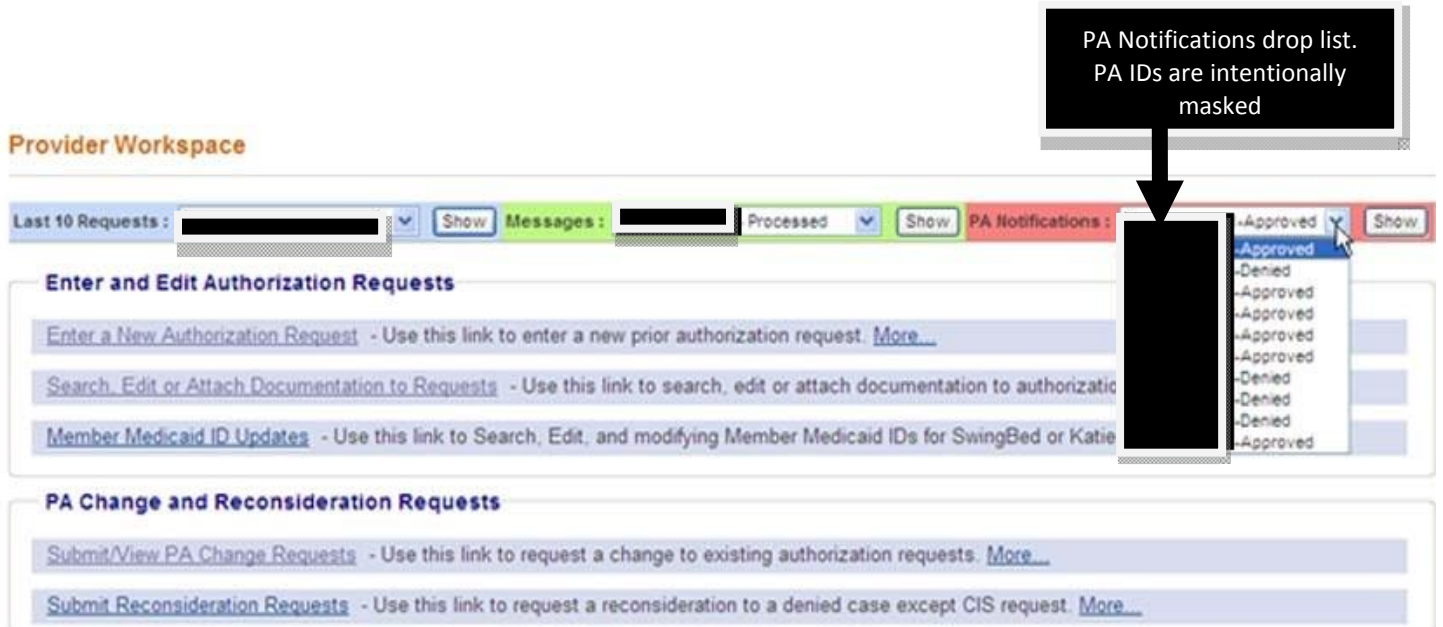 PA Notifications drop list.
PA IDs are intentionally
masked
Provider Workspace
Last 10 Requests : Show Messages : Processed Show PA Notifications : -Approved Show
-Approved
-Denied
-Approved
-Approved
-Approved
-Approved
-Denied
-Denied
-Denied
-Approved
Enter and Edit Authorization Requests
Enter a New Authorization Request - Use this link to enter a new prior authorization request. More...
Search, Edit or Attach Documentation to Requests - Use this link to search, edit or attach documentation to
Member Medicaid ID Updates - Use this link to Search, Edit, and modifying Member Medicaid IDs for SwingBed or Katie
PA Change and Reconsideration Requests
Submit/View PA Change Requests - Use this link to request a change to existing authorization requests. More...
Submit Reconsideration Requests - Use this link to request a reconsideration to a denied case except CIS request. More...